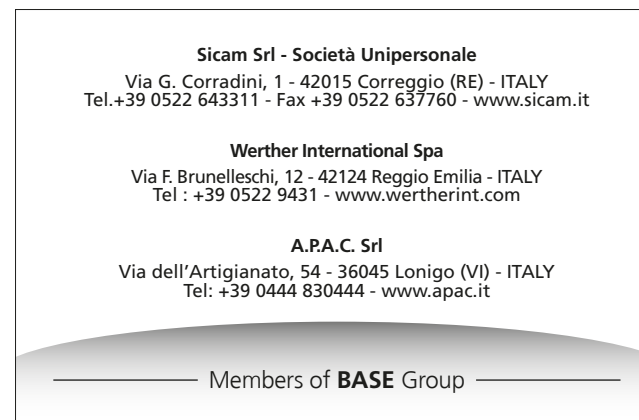 Sicam Srl - Società Unipersonale
Via G. Corradini, 1 - 42015 Correggio (RE) - ITALY
Tel.+39 0522 643311 - Fax +39 0522 637760 - www.sicam.it
Werther International Spa
Via F. Brunelleschi, 12 - 42124 Reggio Emilia - ITALY
Tel : +39 0522 9431 - www.wertherint.com
A.P.A.C. Srl
Via dell'Artigianato, 54 - 36045 Lonigo (VI) - ITALY
Tel: +39 0444 830444 - www.apac.it
Members of BASE Group